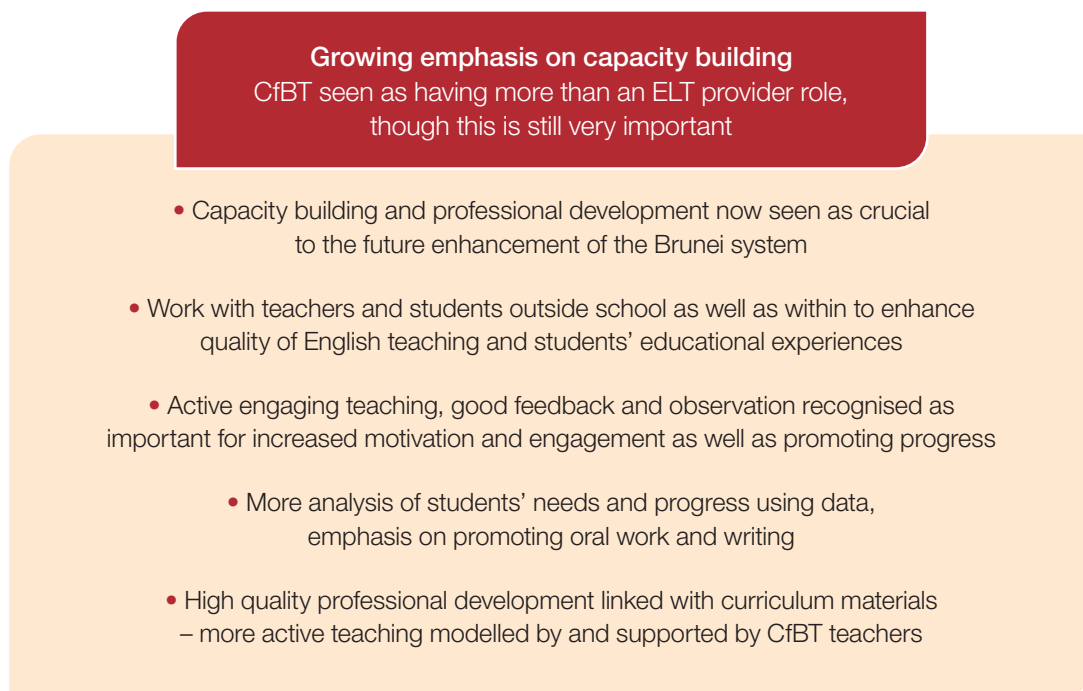 Growing emphasis on capacity building
CfBT seen as having more than an ELT provider role,
though this is still very important
• Capacity building and professional development now seen as crucial
to the future enhancement of the Brunei system
• Work with teachers and students outside school as well as within to enhance
quality of English teaching and students’ educational experiences
• Active engaging teaching, good feedback and observation recognised as
important for increased motivation and engagement as well as promoting progress
• More analysis of students’ needs and progress using data,
emphasis on promoting oral work and writing
• High quality professional development linked with curriculum materials
– more active teaching modelled by and supported by CfBT teachers